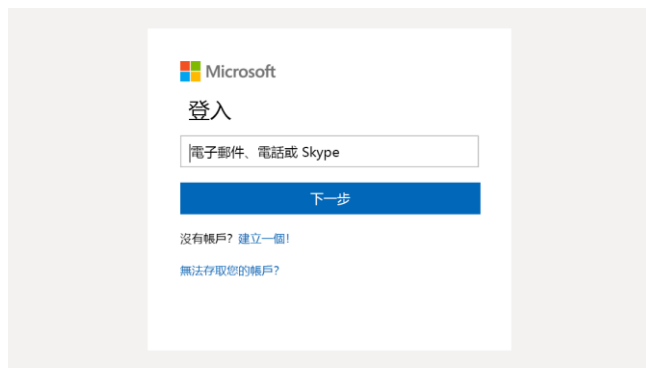 Microsoft
登入
電子郵件、電話或 Skype
下一步
沒有帳戶? 建立一個!
無法存取您的帳戶?